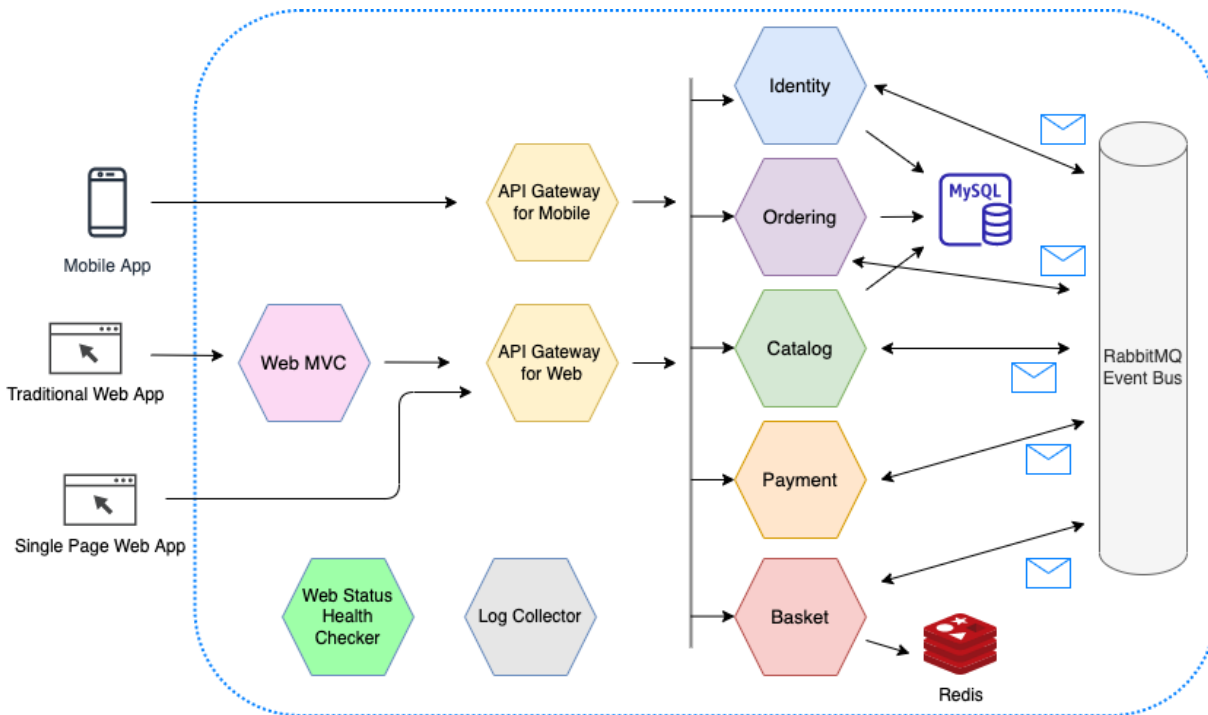 Identity
MySQL
API Gateway
for Mobile
Ordering
Mobile App
Web MVC
API Gateway
for Web
Catalog
RabbitMQ
Event Bus
Traditional Web App
Payment
Single Page Web App
Web Status
Health
Checker
Log Collector
Basket
Redis